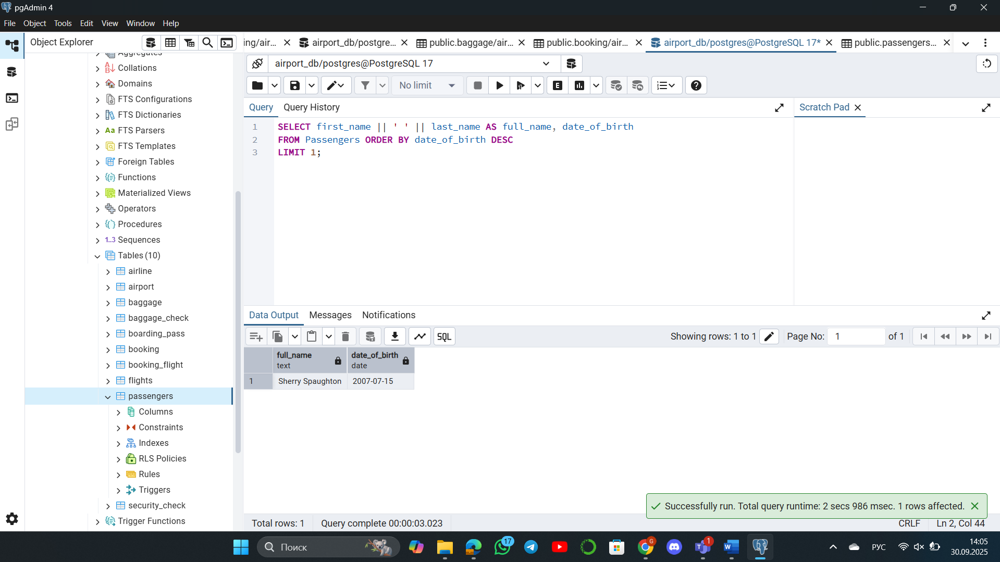 pgAdmin 4
File Object Tools Edit View Window Help
Object Explorer
ing/air...
airport_db/postgre...
public.baggage/air...
public.booking/air...
airport_db/postgres@PostgreSQL 17*
public.passengers...
airport_db/postgres@PostgreSQL 17
No limit
E
Query Query History
Scratch Pad
1 SELECT first_name || ' ' || last_name AS full_name, date_of_birth
2 FROM Passengers ORDER BY date_of_birth DESC
3 LIMIT 1;
Aggregates
Collations
Domains
FTS Configurations
FTS Dictionaries
Aa FTS Parsers
FTS Templates
Foreign Tables
Functions
Materialized Views
Operators
Procedures
1..3 Sequences
Tables (10)
airline
airport
baggage
baggage_check
boarding_pass
booking
booking_flight
flights
passengers
Columns
Constraints
Indexes
RLS Policies
Rules
Triggers
security_check
Trigger Functions
Data Output Messages Notifications
SQL
Showing rows: 1 to 1
Page No: 1 of 1
full_name date_of_birth
text date
1 Sherry Spaughton 2007-07-15
Successfully run. Total query runtime: 2 secs 986 msec. 1 rows affected.
Total rows: 1 Query complete 00:00:03.023 CRLF Ln 2, Col 44
Поиск
17
G
1
РУС
14:05
30.09.2025